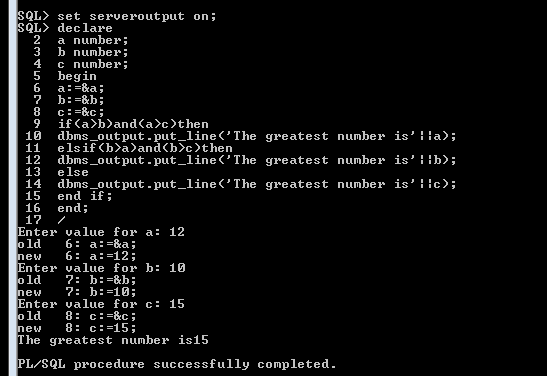 SQL> set serveroutput on;
SQL> declare
2 a number;
3 b number;
4 c number;
5 begin
6 a:=&a;
7 b:=&b;
8 c:=&c;
9 if(a>b)and(a>c)then
10 dbms_output.put_line('The greatest number is'||a);
11 elsif(b>a)and(b>c)then
12 dbms_output.put_line('The greatest number is'||b);
13 else
14 dbms_output.put_line('The greatest number is'||c);
15 end if;
16 end;
17 /
Enter value for a: 12
old 6: a:=&a;
new 6: a:=12;
Enter value for b: 10
old 7: b:=&b;
new 7: b:=10;
Enter value for c: 15
old 8: c:=&c;
new 8: c:=15;
The greatest number is15
PL/SQL procedure successfully completed.